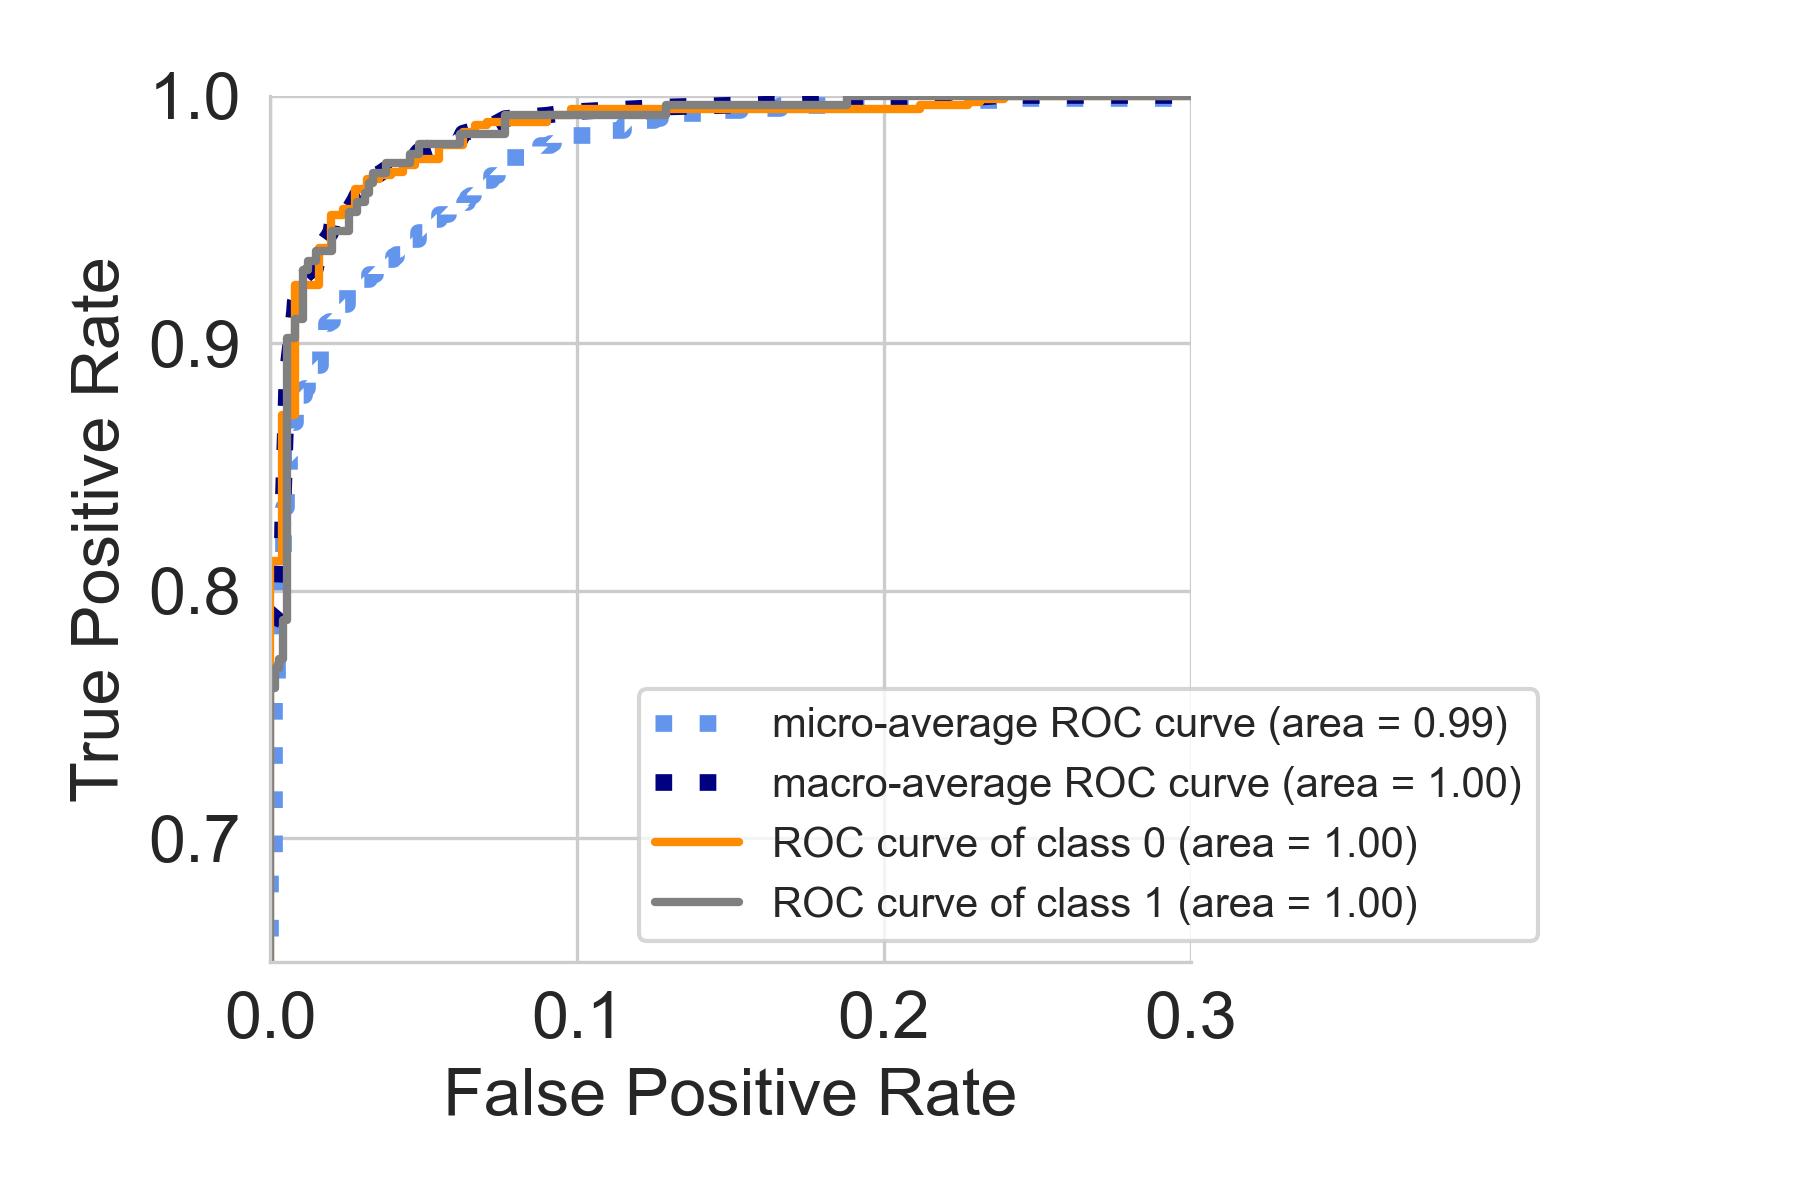 True Positive Rate
1.0
0.9
0.8
0.7
micro-average ROC curve (area = 0.99)
macro-average ROC curve (area = 1.00)
ROC curve of class 0 (area = 1.00)
ROC curve of class 1 (area = 1.00)
0.0 0.1 0.2 0.3
False Positive Rate